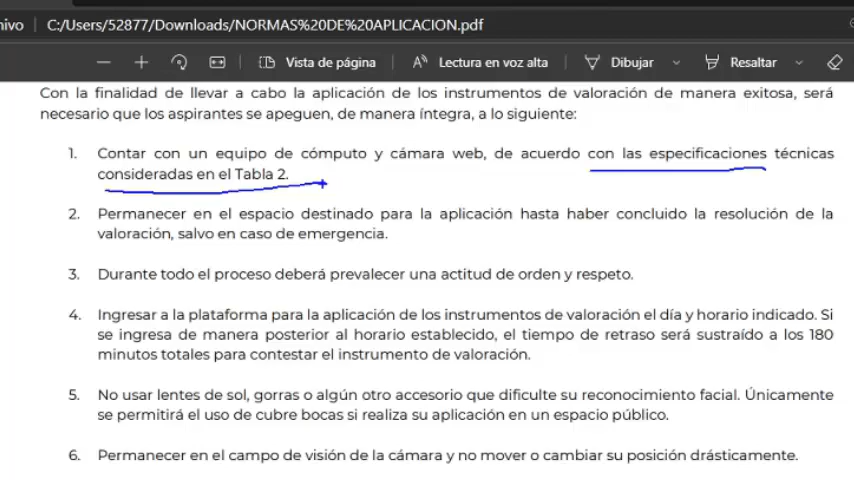 nivo C:/Users/52877/Downloads/NORMAS%20DE%20APLICACION.pdf
Vista de página Lectura en voz alta Dibujar Resaltar
Con la finalidad de llevar a cabo la aplicación de los instrumentos de valoración de manera exitosa, será
necesario que los aspirantes se apeguen, de manera íntegra, a lo siguiente:
1. Contar con un equipo de cómputo y cámara web, de acuerdo con las especificaciones técnicas
consideradas en el Tabla 2.
2. Permanecer en el espacio destinado para la aplicación hasta haber concluido la resolución de la
valoración, salvo en caso de emergencia.
3. Durante todo el proceso deberá prevalecer una actitud de orden y respeto.
4. Ingresar a la plataforma para la aplicación de los instrumentos de valoración el día y horario indicado. Si
se ingresa de manera posterior al horario establecido, el tiempo de retraso será sustraído a los 180
minutos totales para contestar el instrumento de valoración.
5. No usar lentes de sol, gorras o algún otro accesorio que dificulte su reconocimiento facial. Únicamente
se permitirá el uso de cubre bocas si realiza su aplicación en un espacio público.
6. Permanecer en el campo de visión de la cámara y no mover o cambiar su posición drásticamente.